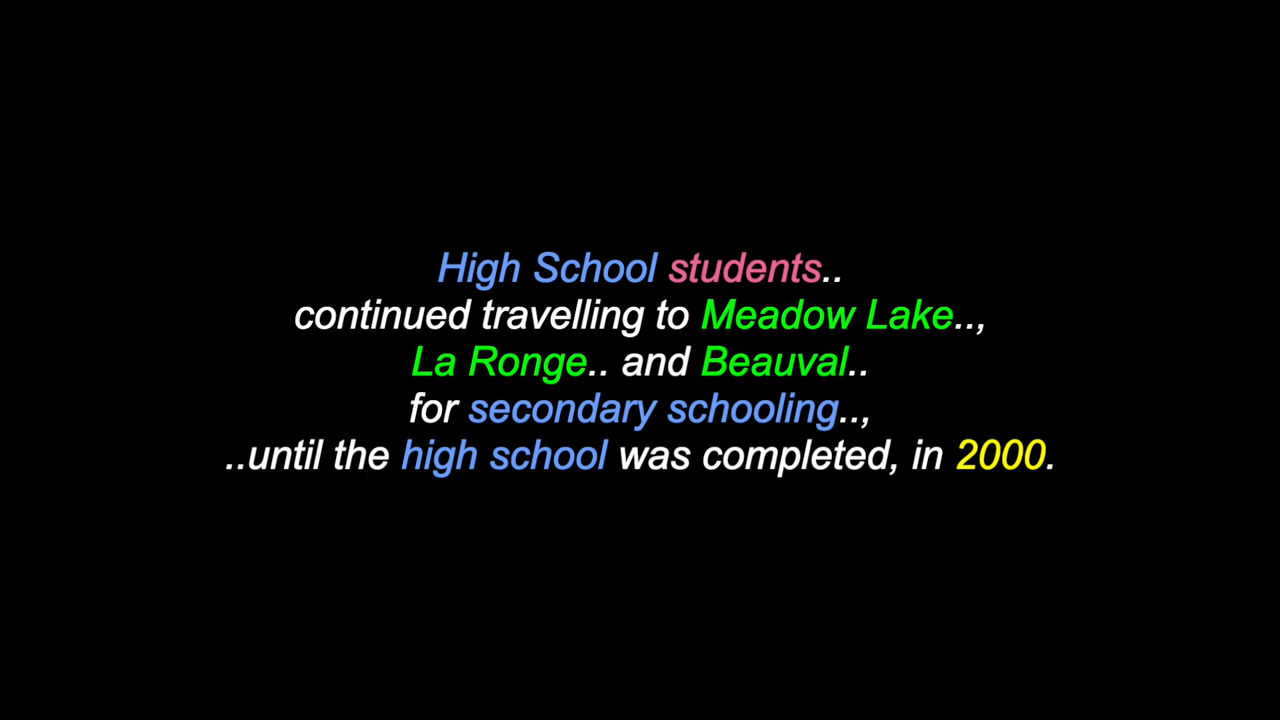 High School students..
continued travelling to Meadow Lake..,
La Ronge.. and Beauval..
for secondary schooling..,
..until the high school was completed, in 2000.